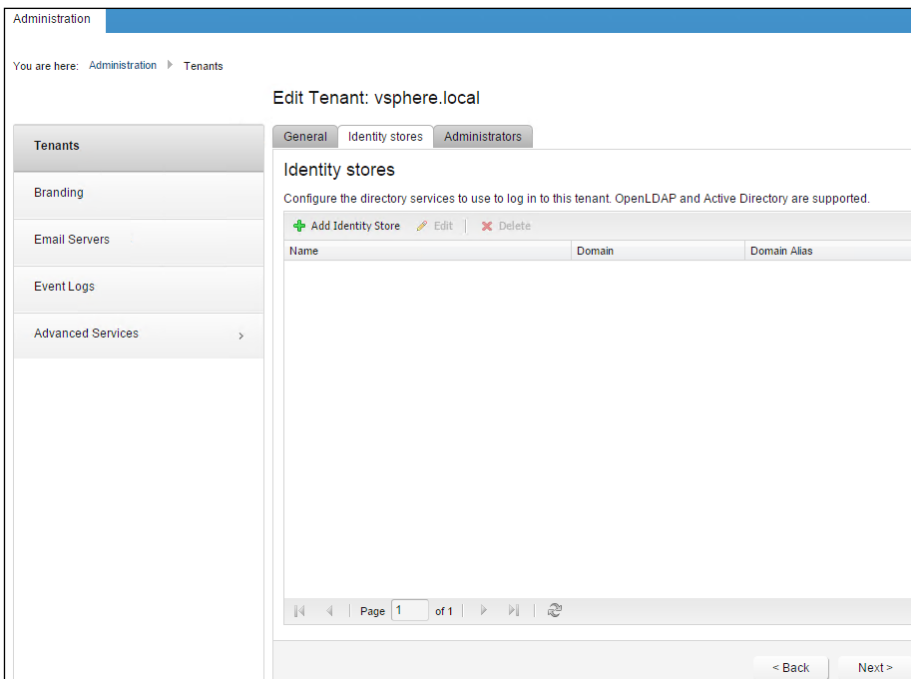 Administration
You are here: Administration Tenants
Edit Tenant: vsphere.local
Tenants
Branding
Email Servers
Event Logs
Advanced Services
General Identity stores Administrators
Identity stores
Configure the directory services to use to log in to this tenant. OpenLDAP and Active Directory are supported.
Add Identity Store Edit Delete
Name Domain Domain Alias
Page 1 of 1
< Back Next >